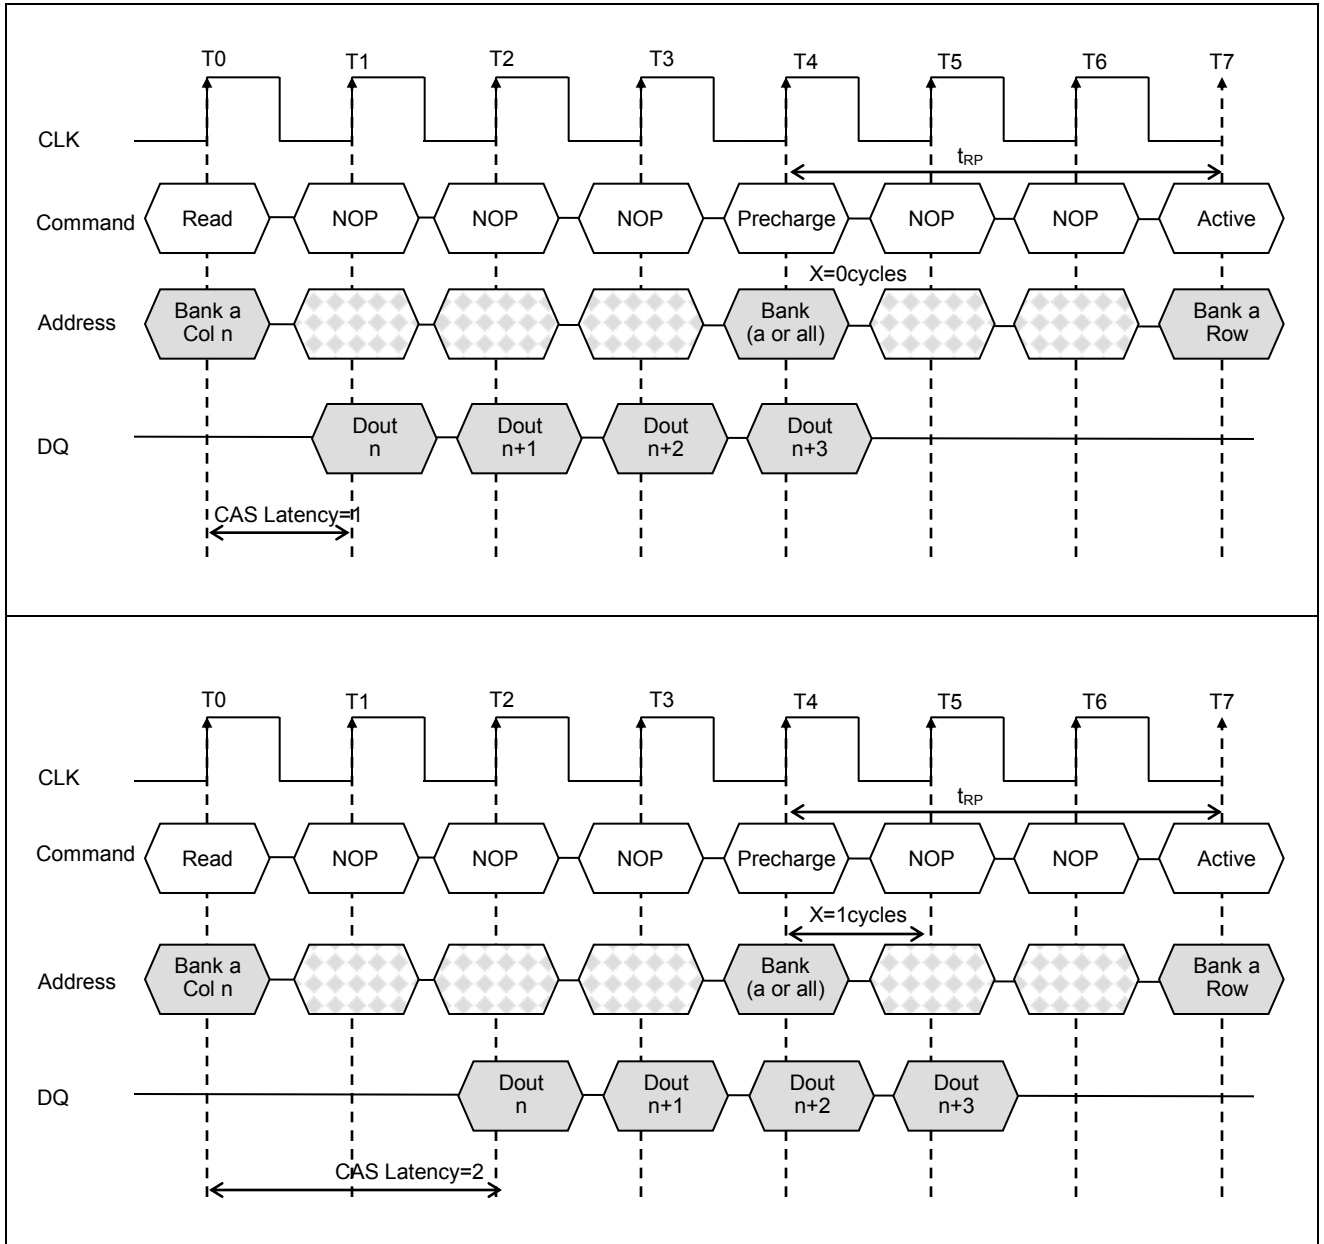 T0 T1 T2 T3 T4 T5 T6 T7
CLK
tRP
Command Read NOP NOP NOP Precharge NOP NOP Active
X=0cycles
Address Bank a Col n Bank (a or all) Bank a Row
DQ Dout n Dout n+1 Dout n+2 Dout n+3
CAS Latency=1
T0 T1 T2 T3 T4 T5 T6 T7
CLK
tRP
Command Read NOP NOP NOP Precharge NOP NOP Active
X=1cycles
Address Bank a Col n Bank (a or all) Bank a Row
DQ Dout n Dout n+1 Dout n+2 Dout n+3
CAS Latency=2